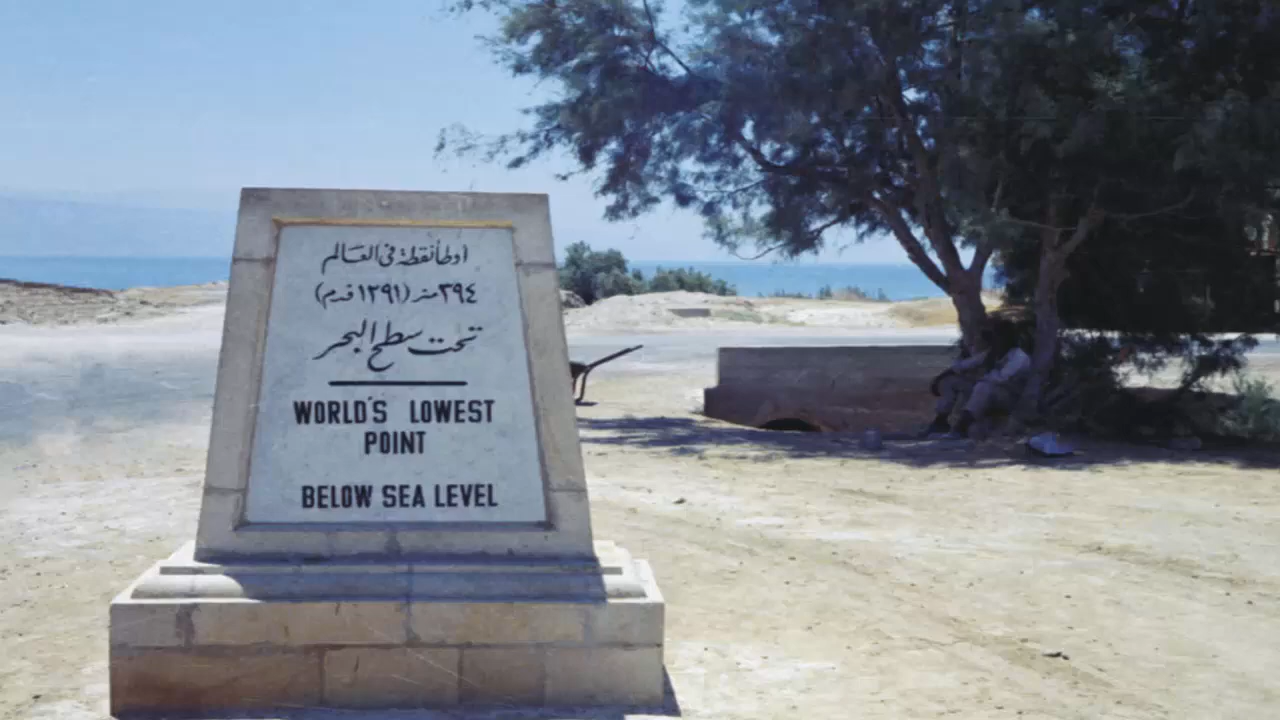 اوطأ نقطة في العالم
٣٩٤ متر (١٢٩١ قدم)
تحت سطح البحر
WORLD'S LOWEST
POINT
BELOW SEA LEVEL